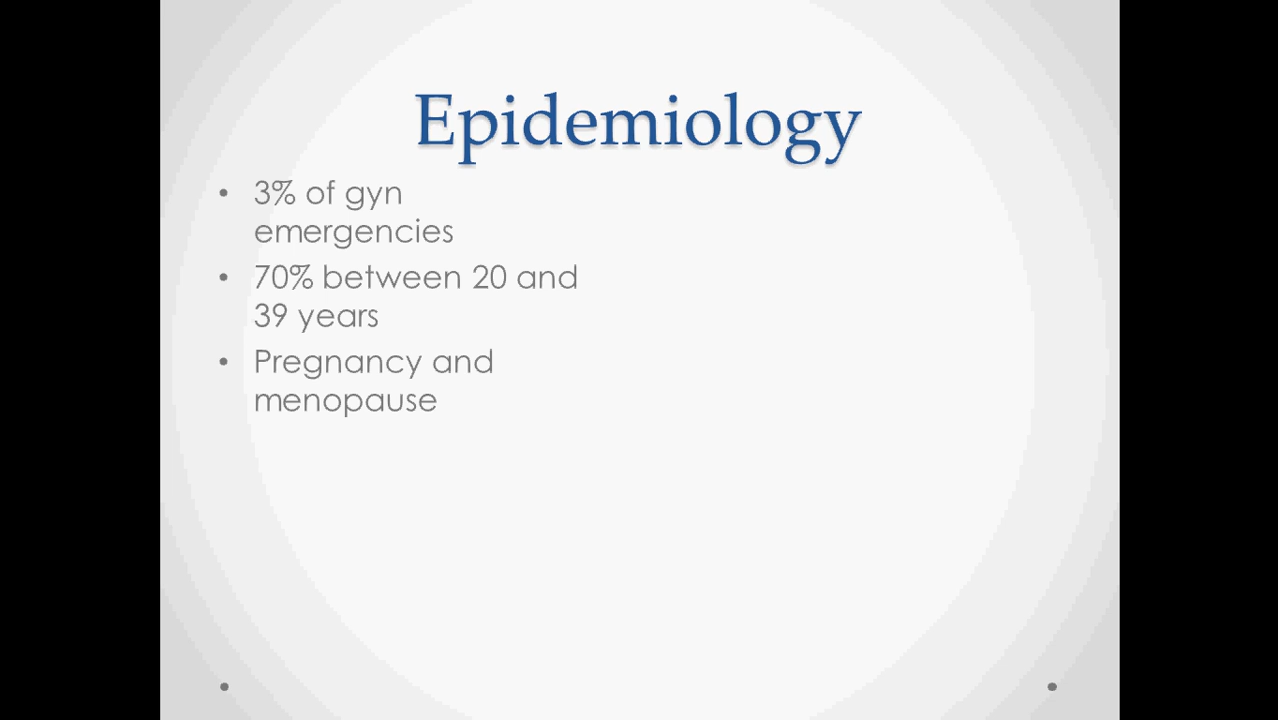 Epidemiology
• 3% of gyn
emergencies
• 70% between 20 and
39 years
• Pregnancy and
menopause